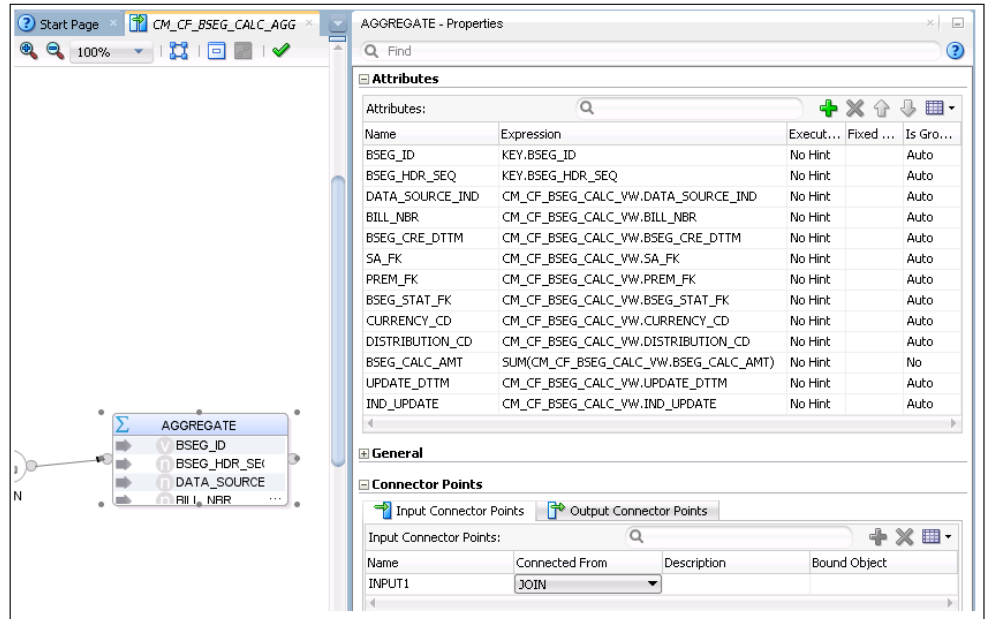 Start Page
CM_CF_BSEG_CALC_AGG
100%
AGGREGATE
BSEG_ID
BSEG_HDR_SE(
DATA_SOURCE
BILL_NBR ...
N
AGGREGATE - Properties
Find
Attributes
Attributes:
Name Expression Execut... Fixed ... Is Gro...
BSEG_ID KEY.BSEG_ID No Hint Auto
BSEG_HDR_SEQ KEY.BSEG_HDR_SEQ No Hint Auto
DATA_SOURCE_IND CM_CF_BSEG_CALC_VW.DATA_SOURCE_IND No Hint Auto
BILL_NBR CM_CF_BSEG_CALC_VW.BILL_NBR No Hint Auto
BSEG_CRE_DTTM CM_CF_BSEG_CALC_VW.BSEG_CRE_DTTM No Hint Auto
SA_FK CM_CF_BSEG_CALC_VW.SA_FK No Hint Auto
PREM_FK CM_CF_BSEG_CALC_VW.PREM_FK No Hint Auto
BSEG_STAT_FK CM_CF_BSEG_CALC_VW.BSEG_STAT_FK No Hint Auto
CURRENCY_CD CM_CF_BSEG_CALC_VW.CURRENCY_CD No Hint Auto
DISTRIBUTION_CD CM_CF_BSEG_CALC_VW.DISTRIBUTION_CD No Hint Auto
BSEG_CALC_AMT SUM(CM_CF_BSEG_CALC_VW.BSEG_CALC_AMT) No Hint No
UPDATE_DTTM CM_CF_BSEG_CALC_VW.UPDATE_DTTM No Hint Auto
IND_UPDATE CM_CF_BSEG_CALC_VW.IND_UPDATE No Hint Auto
General
Connector Points
Input Connector Points Output Connector Points
Input Connector Points:
Name Connected From Description Bound Object
INPUT1 JOIN